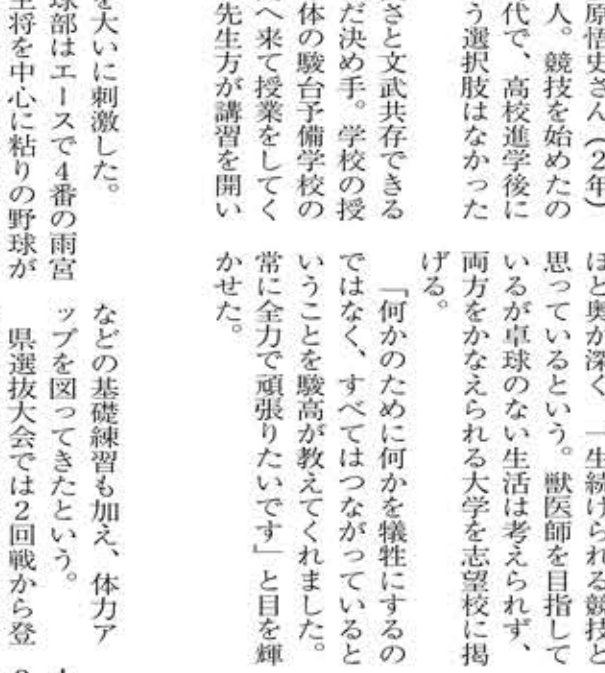 原悟史さん（2年）
人。競技を始めたの
代で、高校進学後に
う選択肢はなかった
さと文武共存できる
だ決め手。学校の授
体の駿台予備学校の
へ来て授業をしてく
先生方が講習を開い
ほど奥が深く、一生続けられる競技と
思っているという。獣医師を目指して
いるが卓球のない生活は考えられず、
両方をかなえられる大学を志望校に掲
げる。
「何かのために何かを犠牲にするの
ではなく、すべてはつながっていると
いうことを駿高が教えてくれました。
常に全力で頑張りたいです」と目を輝
かせた。
を大いに刺激した。
球部はエースで4番の雨宮
主将を中心に粘りの野球が
などの基礎練習も加え、体力ア
ップを図ってきたという。
県選抜大会では2回戦から登